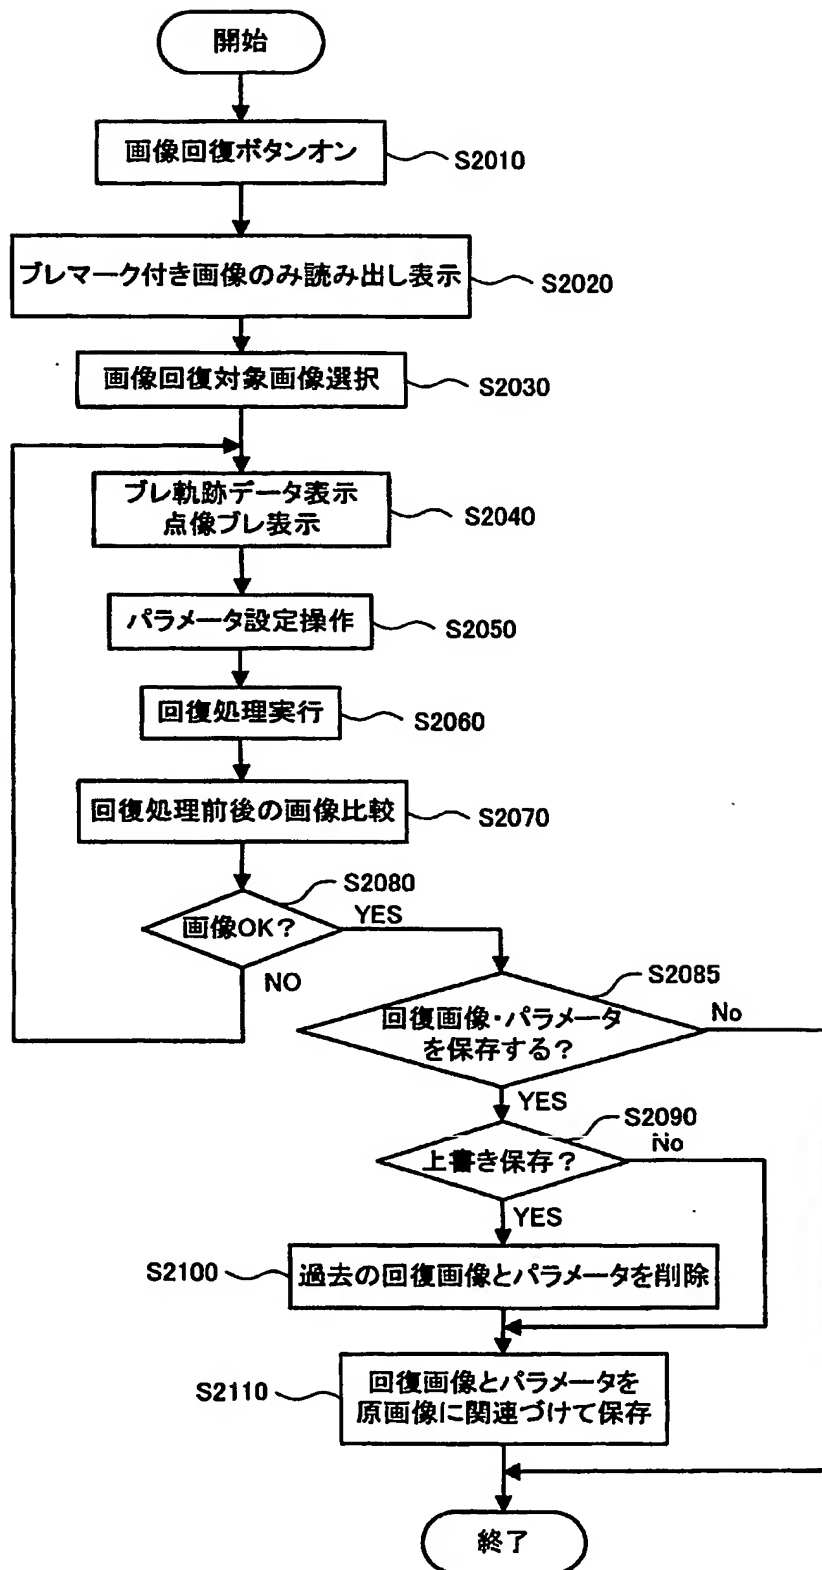 開始
画像回復ボタンオン
S2010
ブレマーク付き画像のみ読み出し表示
S2020
画像回復対象画像選択
S2030
ブレ軌跡データ表示
点像ブレ表示
S2040
パラメータ設定操作
S2050
回復処理実行
S2060
回復処理前後の画像比較
S2070
S2080
画像OK?
YES
NO
S2085
回復画像・パラメータ
を保存する?
No
YES
S2090
上書き保存?
No
YES
S2100
過去の回復画像とパラメータを削除
S2110
回復画像とパラメータを
原画像に関連づけて保存
終了